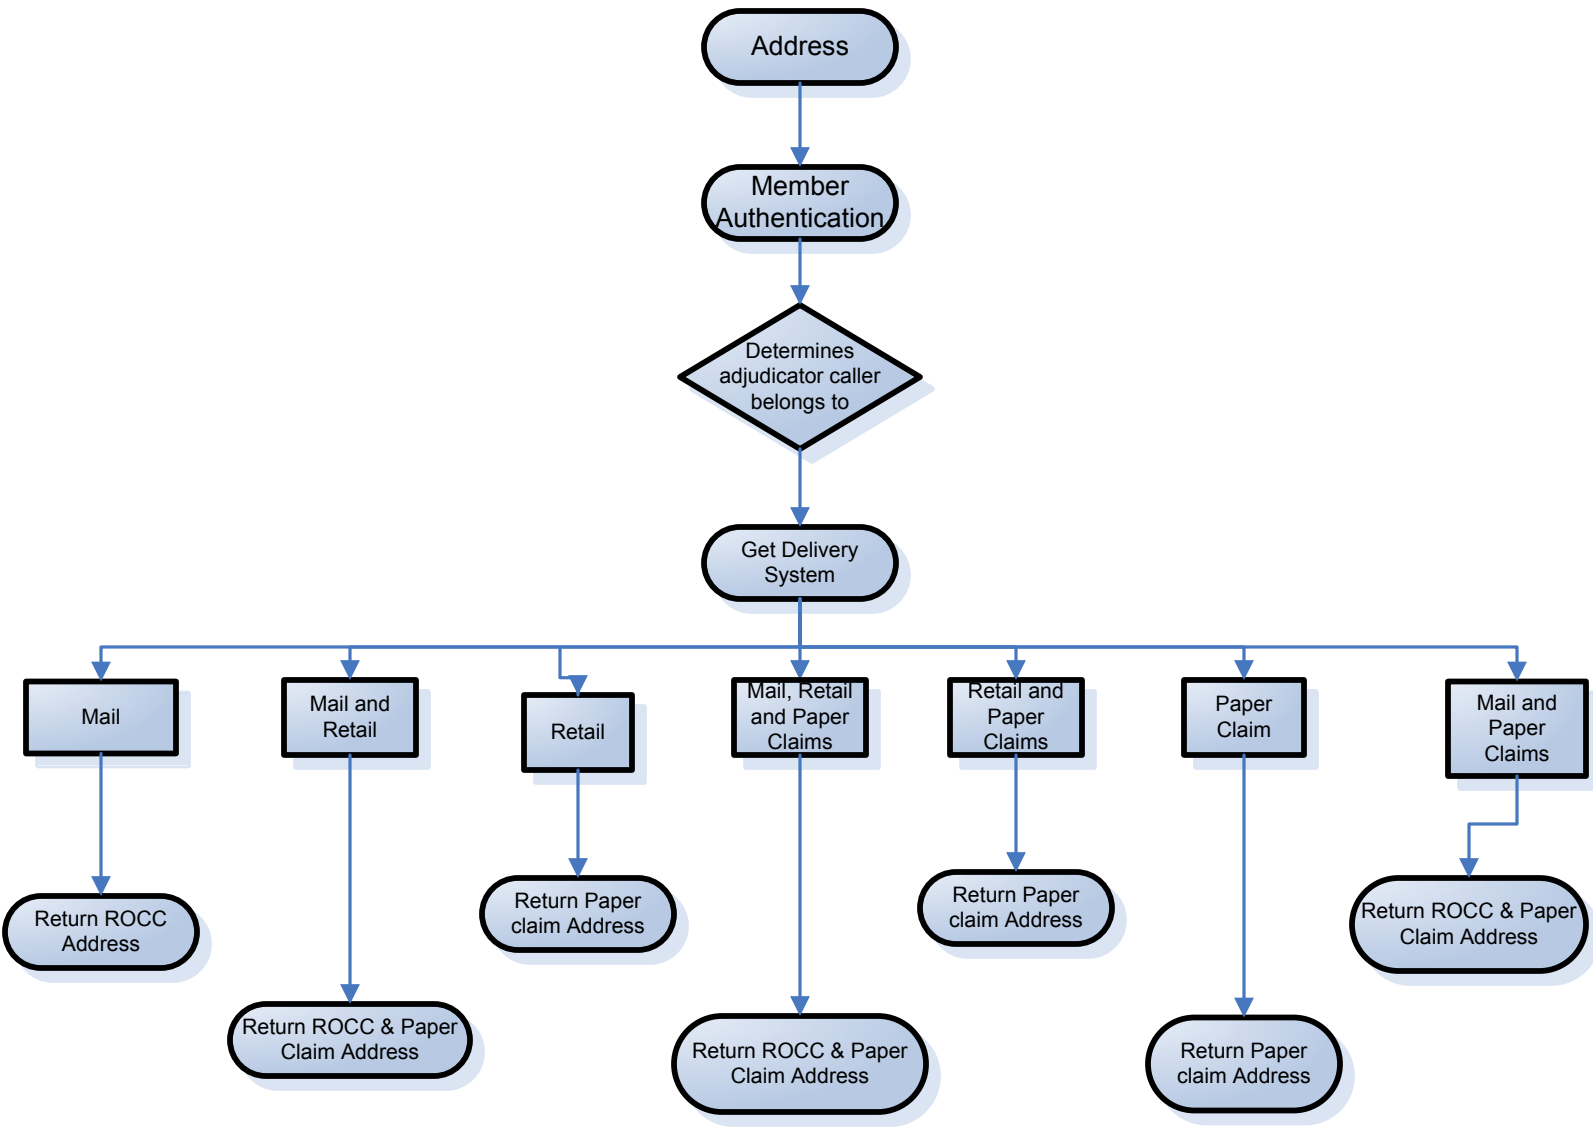 Address
Member
Authentication
Determines
adjudicator caller
belongs to
Get Delivery
System
Mail
Mail and
Retail
Retail
Mail, Retail
and Paper
Claims
Retail and
Paper
Claims
Paper
Claim
Mail and
Paper
Claims
Return ROCC
Address
Return ROCC & Paper
Claim Address
Return Paper
claim Address
Return ROCC & Paper
Claim Address
Return Paper
claim Address
Return Paper
claim Address
Return ROCC & Paper
Claim Address